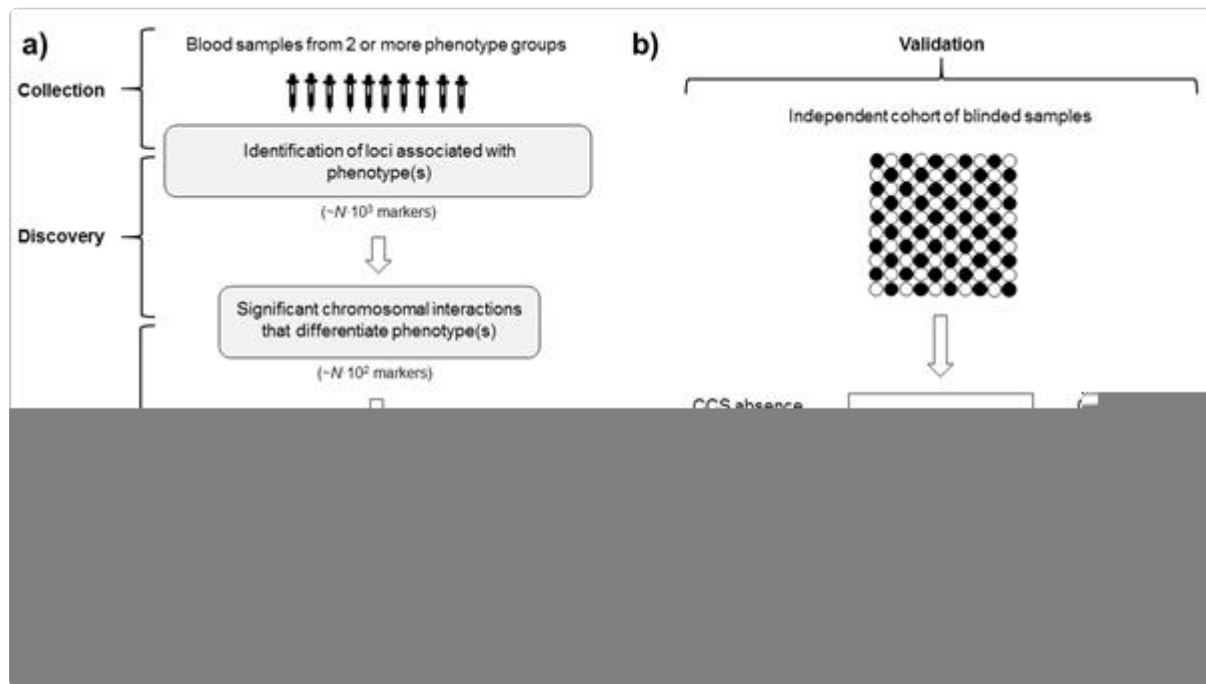 a)
Blood samples from 2 or more phenotype groups
Collection
Identification of loci associated with
phenotype(s)
(~N·10³ markers)
Discovery
Significant chromosomal interactions
that differentiate phenotype(s)
(~N·10² markers)
b)
Validation
Independent cohort of blinded samples
CCS absence